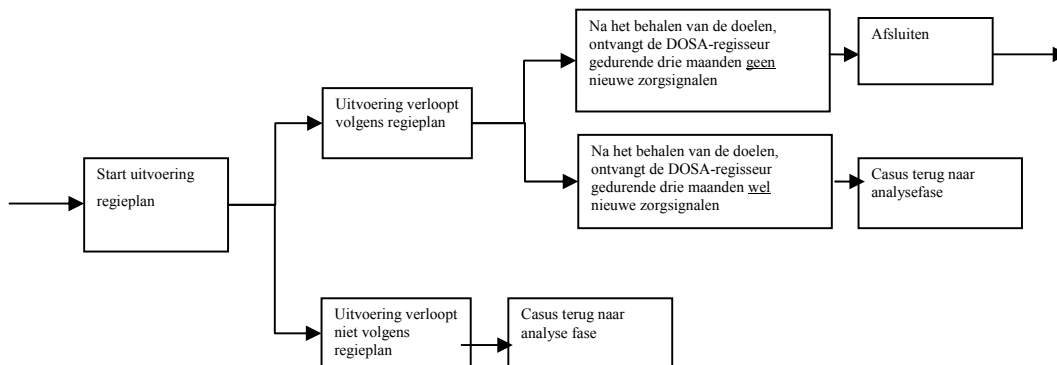 Na het behalen van de doelen,
ontvangt de DOSA-regisseur
gedurende drie maanden geen
nieuwe zorgsignalen
Afsluiten
Uitvoering verloopt
volgens regieplan
Na het behalen van de doelen,
ontvangt de DOSA-regisseur
gedurende drie maanden wel
nieuwe zorgsignalen
Start uitvoering
regieplan
Casus terug naar
analysefase
Uitvoering verloopt
niet volgens
regieplan
Casus terug naar
analyse fase